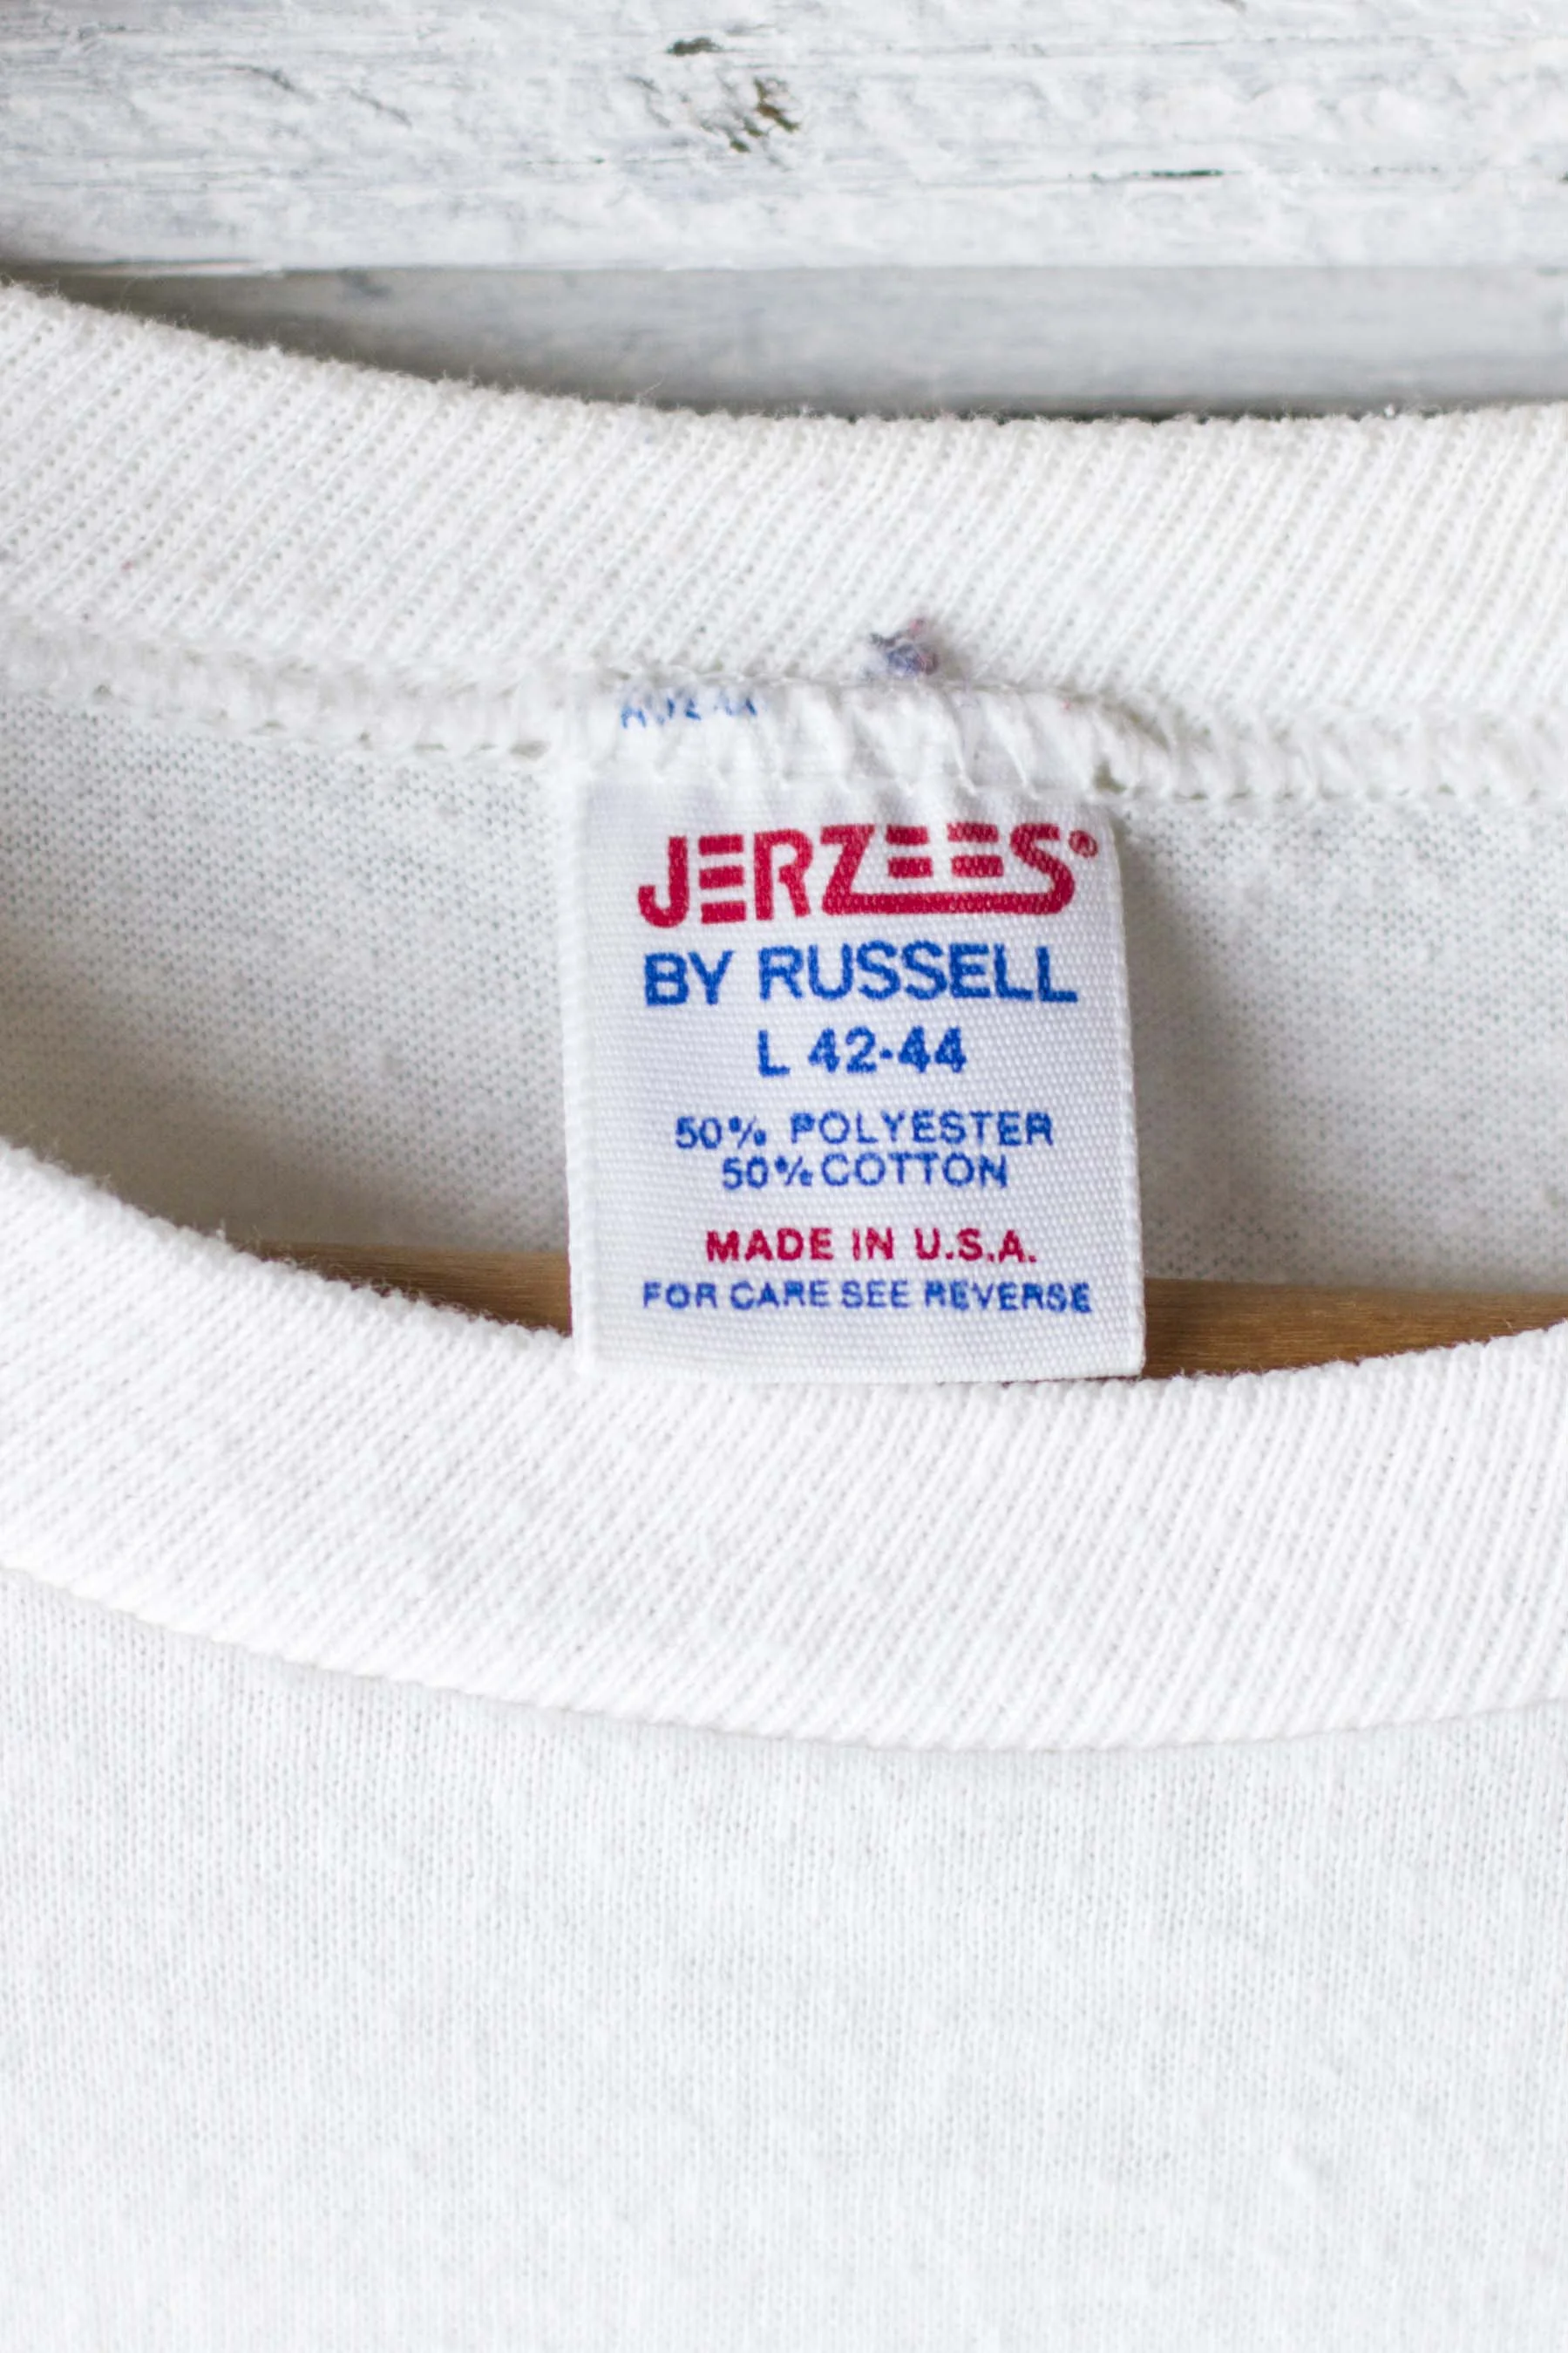 JERZEES®
BY RUSSELL
L 42-44
50% POLYESTER
50% COTTON
MADE IN U.S.A.
FOR CARE SEE REVERSE